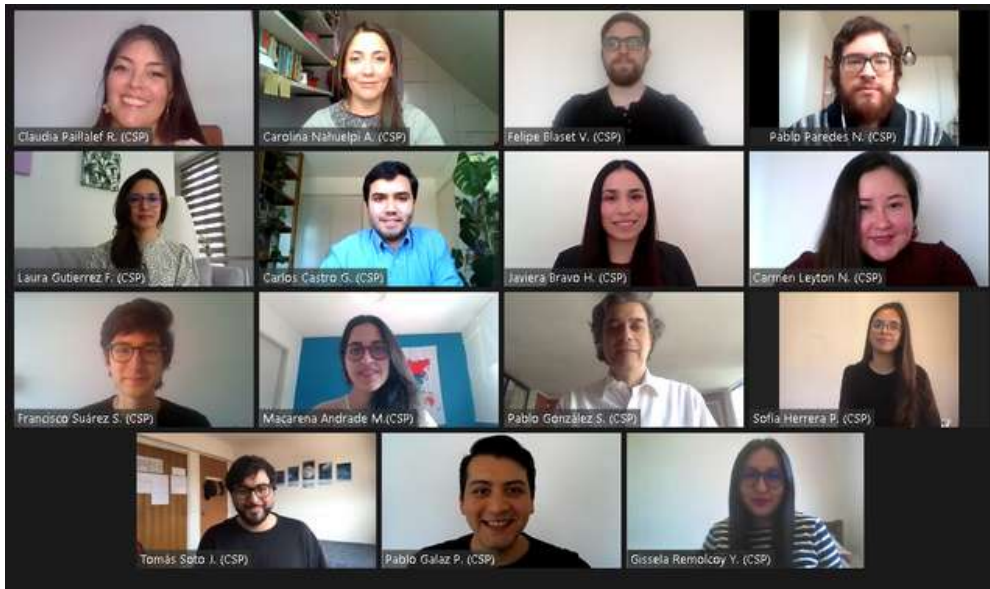 Claudia Paillalef R. (CSP)
Carolina Nahuelpi A. (CSP)
Felipe Blaset V. (CSP)
Pablo Paredes N. (CSP)
Laura Gutierrez F. (CSP)
Carlos Castro G. (CSP)
Javiera Bravo H. (CSP)
Carmen Leyton N. (CSP)
Francisco Suárez S. (CSP)
Macarena Andrade M.(CSP)
Pablo González S. (CSP)
Sofía Herrera P. (CSP)
Tomás Soto J. (CSP)
Pablo Galaz P. (CSP)
Gissela Remolcoy Y. (CSP)